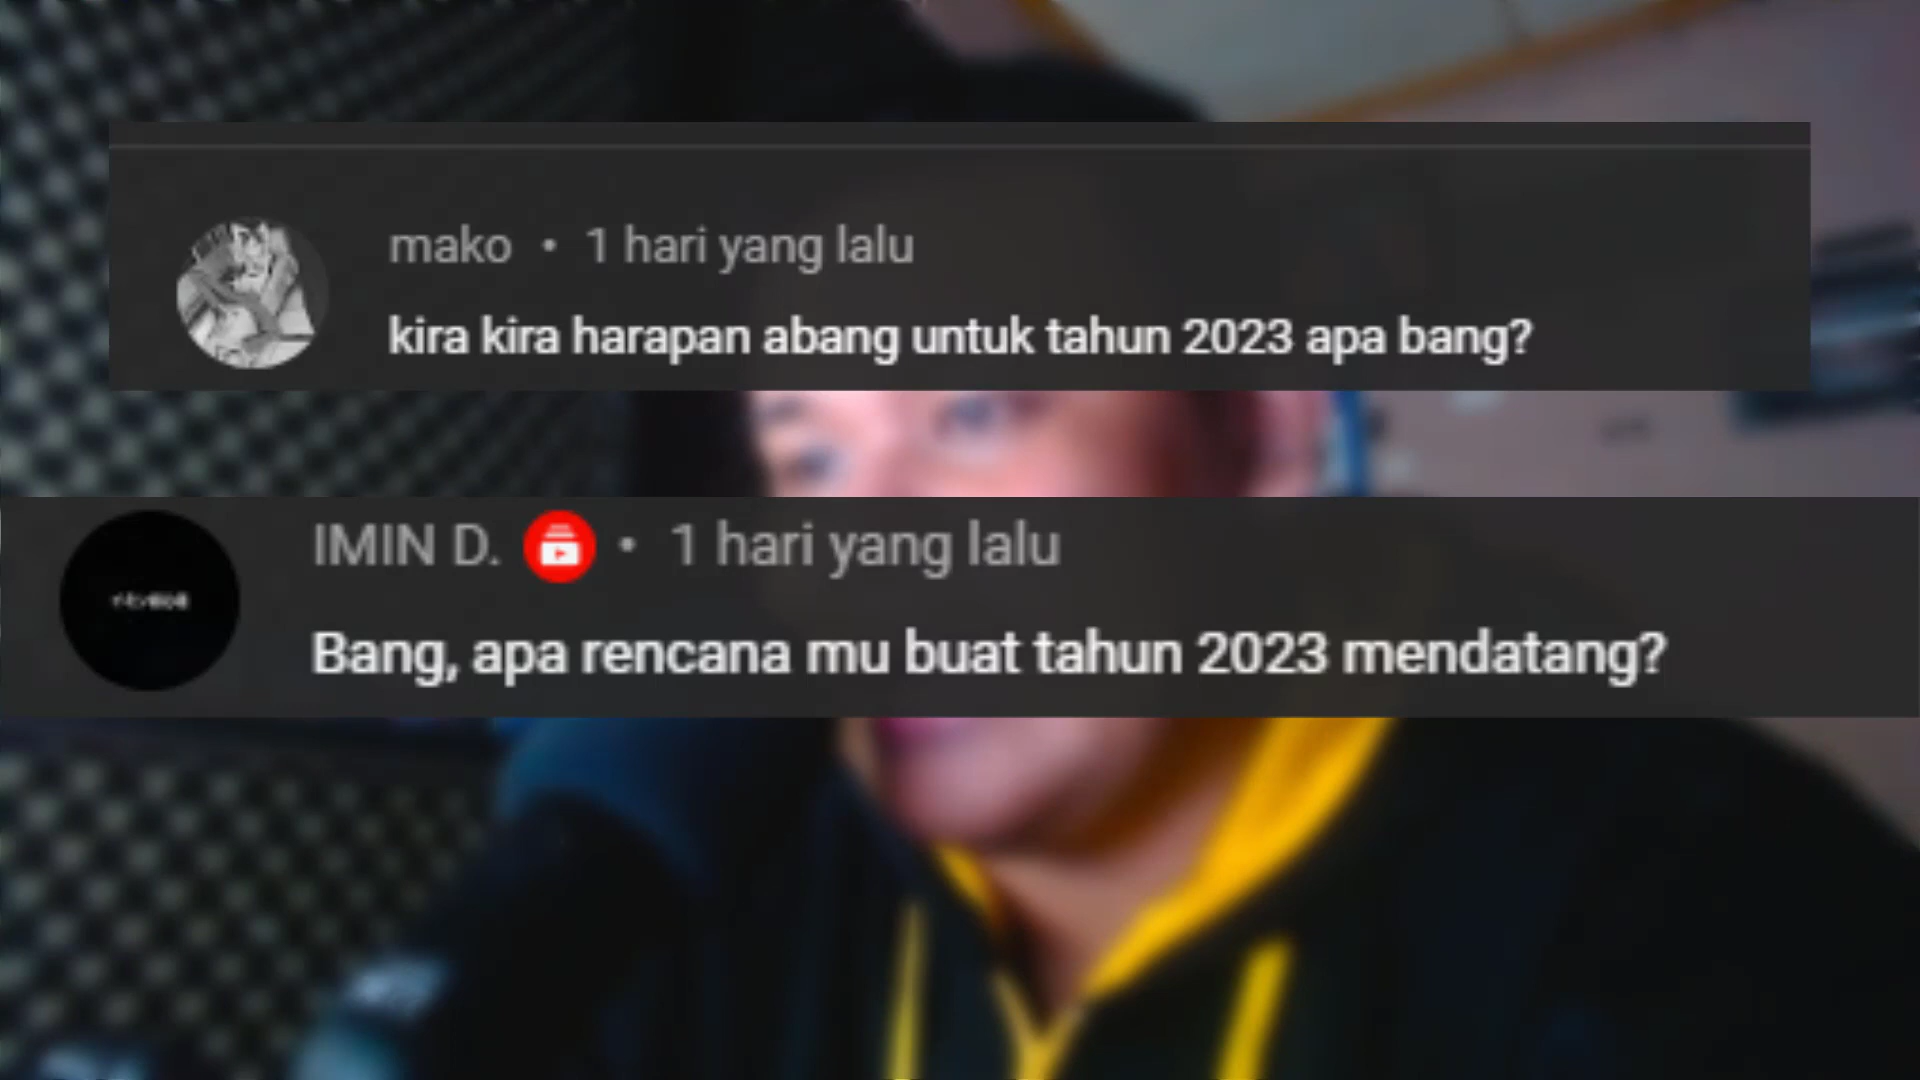 mako • 1 hari yang lalu
kira kira harapan abang untuk tahun 2023 apa bang?
IMIN D. • 1 hari yang lalu
Bang, apa rencana mu buat tahun 2023 mendatang?